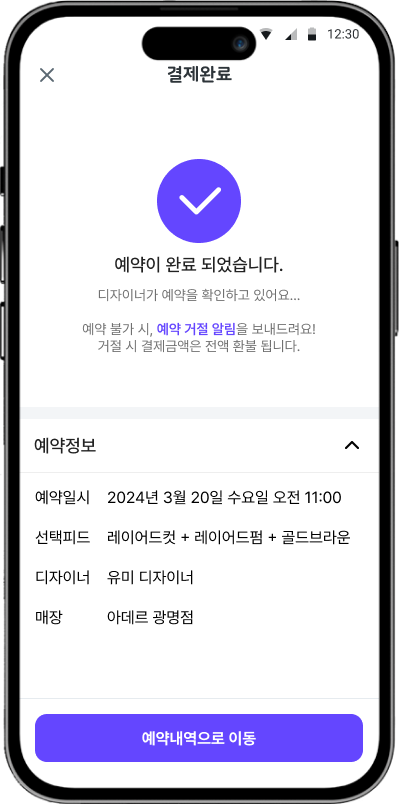 12:30
결제완료
예약이 완료 되었습니다.
디자이너가 예약을 확인하고 있어요...
예약 불가 시, 예약 거절 알림을 보내드려요!
거절 시 결제금액은 전액 환불 됩니다.
예약정보
예약일시 2024년 3월 20일 수요일 오전 11:00
선택피드 레이어드컷 + 레이어드펌 + 골드브라운
디자이너 유미 디자이너
매장 아데르 광명점
예약내역으로 이동